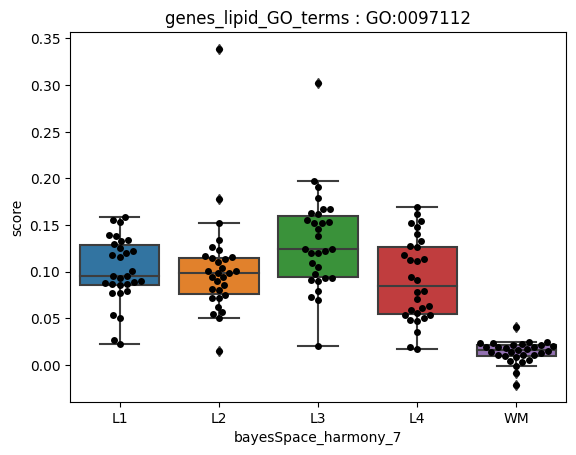 genes_lipid_GO_terms : GO:0097112
0.35
0.30
0.25
0.20
0.15
0.10
0.05
0.00
score
L1 L2 L3 L4 WM
bayesSpace_harmony_7